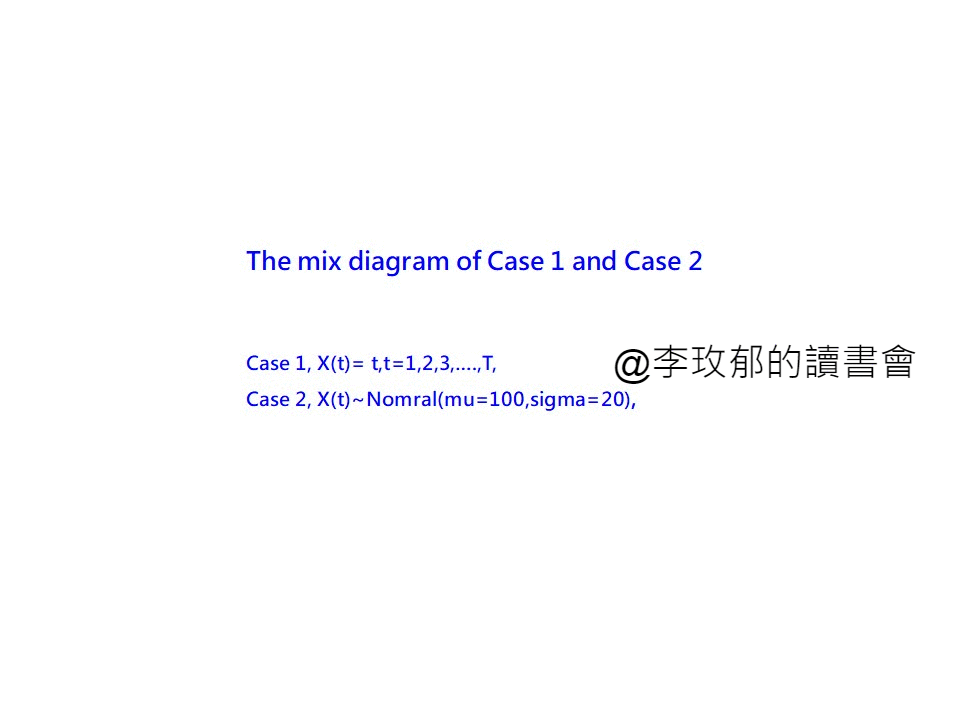 The mix diagram of Case 1 and Case 2
Case 1, X(t)= t,t=1,2,3,....,T,
@李玫郁的讀書會
Case 2, X(t)~Nomral(mu=100,sigma=20),